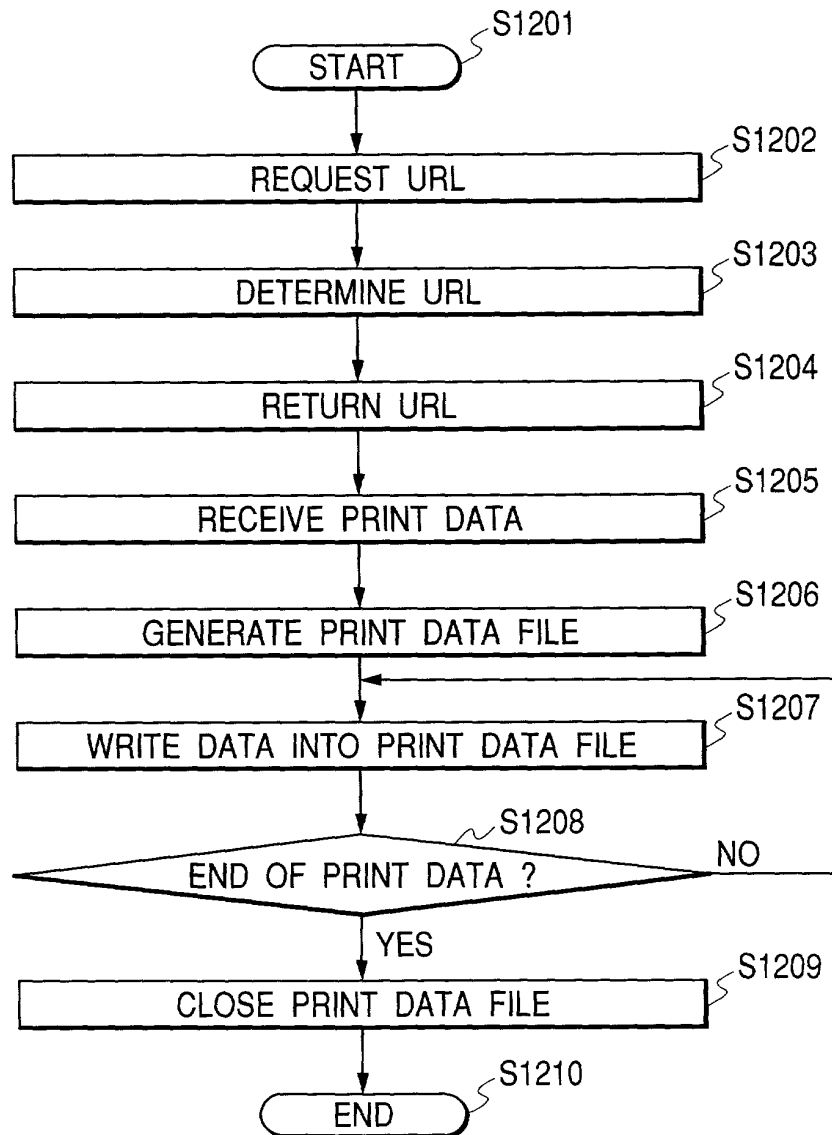 S1201
START
S1202
REQUEST URL
S1203
DETERMINE URL
S1204
RETURN URL
S1205
RECEIVE PRINT DATA
S1206
GENERATE PRINT DATA FILE
S1207
WRITE DATA INTO PRINT DATA FILE
S1208
END OF PRINT DATA ?
NO
YES
S1209
CLOSE PRINT DATA FILE
S1210
END